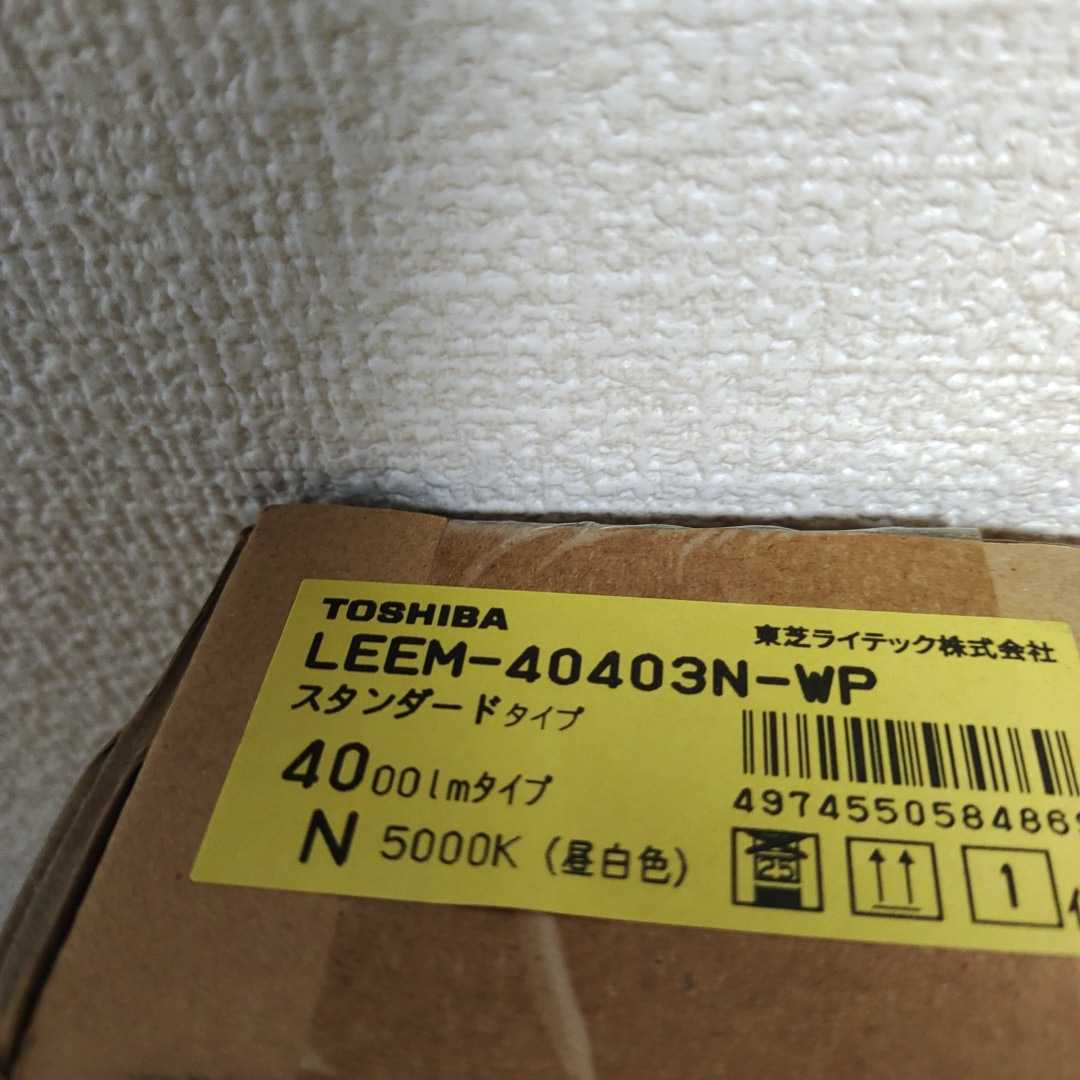 TOSHIBA
東芝ライテック株式会社
LEEM-40403N-WP
スタンダードタイプ
4000lmタイプ
497455058486
N 5000K (昼白色)
25
1